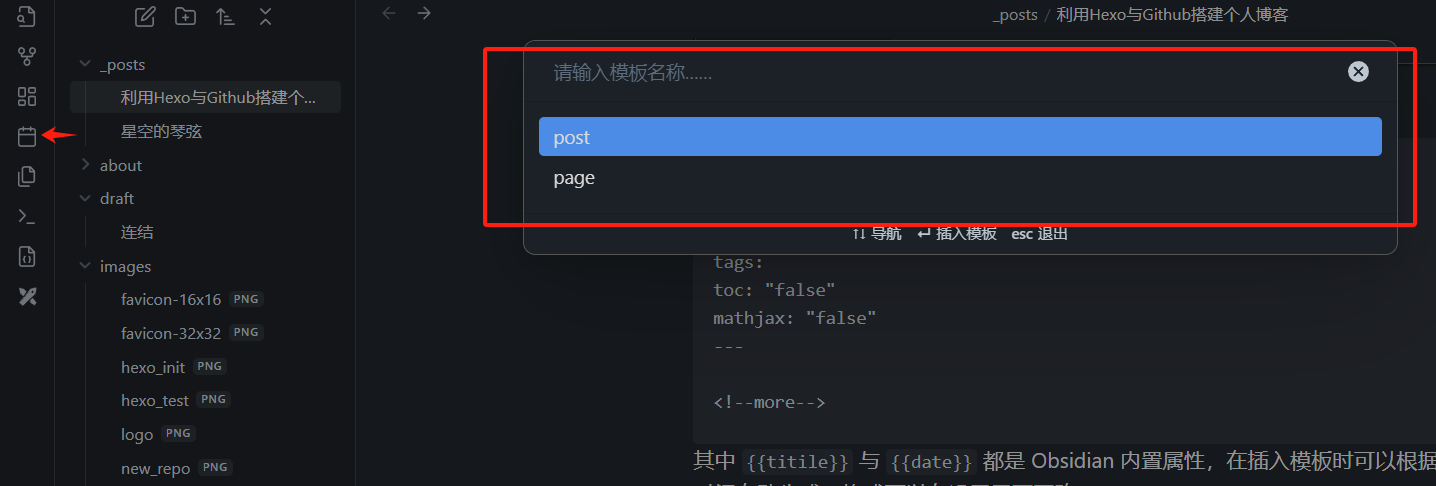 _posts / 利用Hexo与Github搭建个人博客
_posts
利用Hexo与Github搭建个...
星空的琴弦
about
draft
连结
images
favicon-16x16 PNG
favicon-32x32 PNG
hexo_init PNG
hexo_test PNG
logo PNG
new_repo PNG
请输入模板名称......
post
page
↑↓ 导航 ↵ 插入模板 esc 退出
tags:
toc: "false"
mathjax: "false"
---
<!--more-->
其中 {{titile}} 与 {{date}} 都是 Obsidian 内置属性，在插入模板时可以根据